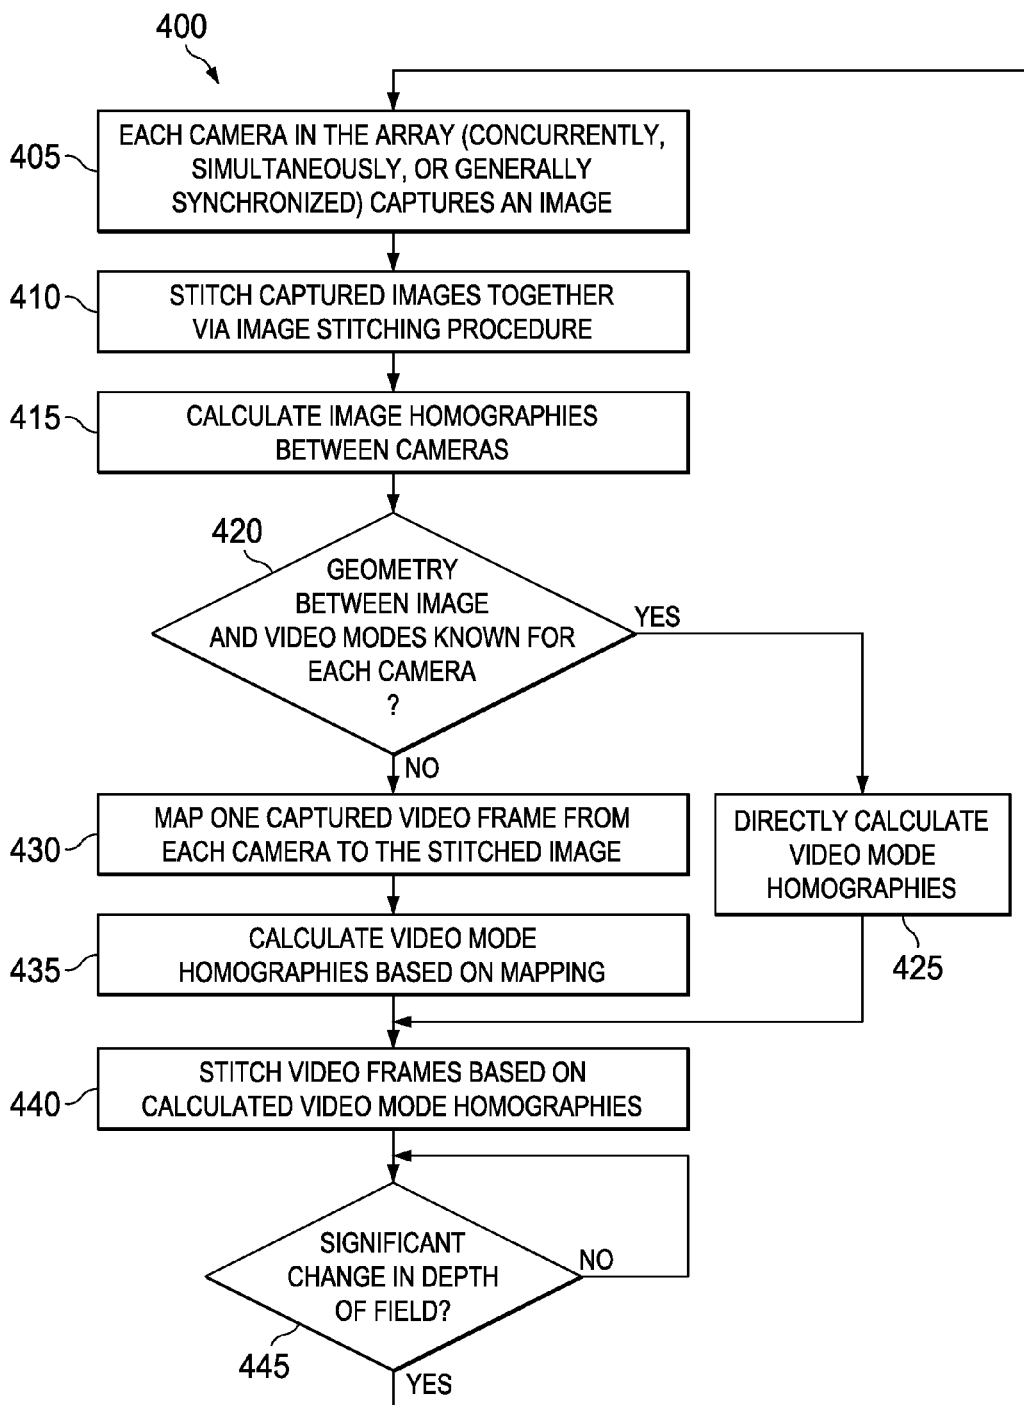 400
405
EACH CAMERA IN THE ARRAY (CONCURRENTLY,
SIMULTANEOUSLY, OR GENERALLY
SYNCHRONIZED) CAPTURES AN IMAGE
410
STITCH CAPTURED IMAGES TOGETHER
VIA IMAGE STITCHING PROCEDURE
415
CALCULATE IMAGE HOMOGRAPHIES
BETWEEN CAMERAS
420
GEOMETRY
BETWEEN IMAGE
AND VIDEO MODES KNOWN FOR
EACH CAMERA
?
YES
NO
430
MAP ONE CAPTURED VIDEO FRAME FROM
EACH CAMERA TO THE STITCHED IMAGE
DIRECTLY CALCULATE
VIDEO MODE
HOMOGRAPHIES
425
435
CALCULATE VIDEO MODE
HOMOGRAPHIES BASED ON MAPPING
440
STITCH VIDEO FRAMES BASED ON
CALCULATED VIDEO MODE HOMOGRAPHIES
SIGNIFICANT
CHANGE IN DEPTH
OF FIELD?
NO
445
YES